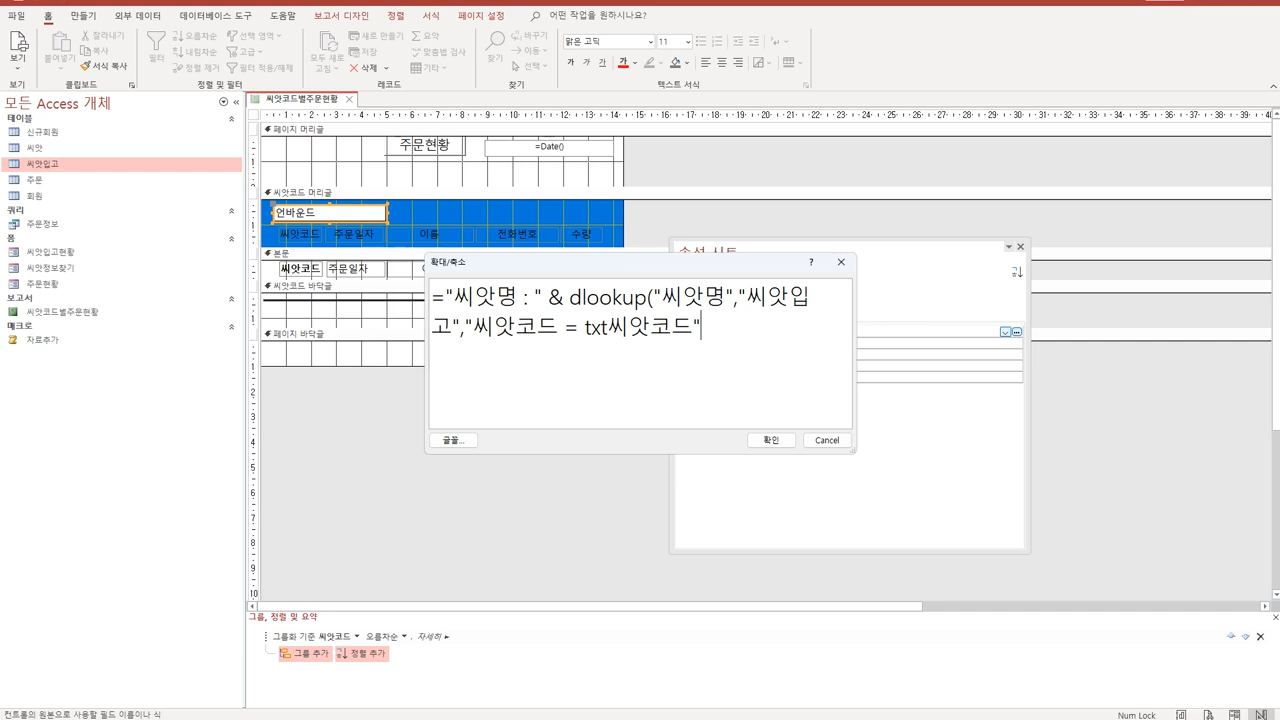 파일 홈 만들기 외부 데이터 데이터베이스 도구 도움말 보고서 디자인 정렬 서식 페이지 설정 어떤 작업을 원하시나요?
보기 붙여넣기 잘라내기 복사 서식 복사
필터 오름차순 내림차순 정렬 제거 선택 영역 고급 필터 적용/해제
모두 새로 고침 새로 만들기 저장 삭제 요약 맞춤법 검사 기타
찾기 바꾸기 이동 선택
맑은 고딕 11
가 가 가 가
보기 클립보드 정렬 및 필터 레코드 찾기 텍스트 서식
모든 Access 개체
테이블
신규회원
씨앗
씨앗입고
주문
회원
쿼리
주문정보
폼
씨앗입고현황
씨앗정보찾기
주문현황
보고서
씨앗코드별주문현황
매크로
자료추가
씨앗코드별주문현황
페이지 머리글
주문현황
=Date()
씨앗코드 머리글
언바운드
씨앗코드 주문일자 이름 전화번호 수량
본문
씨앗코드 주문일자
씨앗코드 바닥글
페이지 바닥글
속성 시트
확대/축소
="씨앗명 : " & dlookup("씨앗명","씨앗입
고","씨앗코드 = txt씨앗코드"
글꼴... 확인 Cancel
그룹, 정렬 및 요약
그룹화 기준 씨앗코드 오름차순 , 자세히
그룹 추가 정렬 추가
컨트롤의 원본으로 사용할 필드 이름이나 식
Num Lock